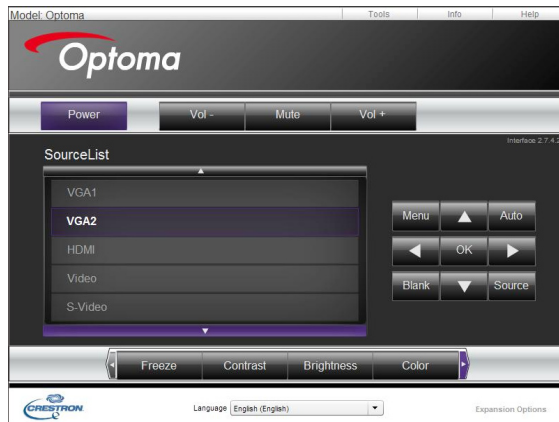 Model: Optoma Tools Info Help
Optoma
Power Vol - Mute Vol +
Interface 2.7.4.2
SourceList
VGA1
VGA2
HDMI
Video
S-Video
Menu Auto
OK
Blank Source
Freeze Contrast Brightness Color
CRESTRON Language English (English) Expansion Options